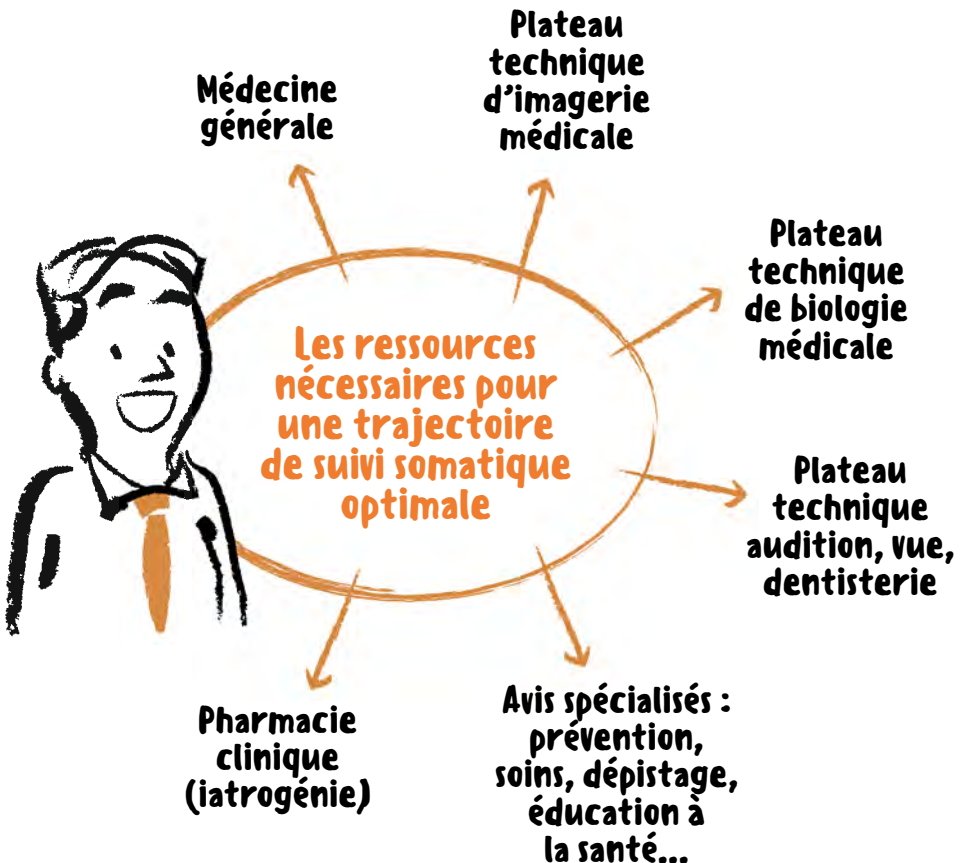 Plateau
technique
d'imagerie
médicale
Médecine
générale
Plateau
technique
de biologie
médicale
Les ressources
nécessaires pour
une trajectoire
de suivi somatique
optimale
Plateau
technique
audition, vue,
dentisterie
Avis spécialisés :
prévention,
soins, dépistage,
éducation à
la santé...
Pharmacie
clinique
(iatrogénie)